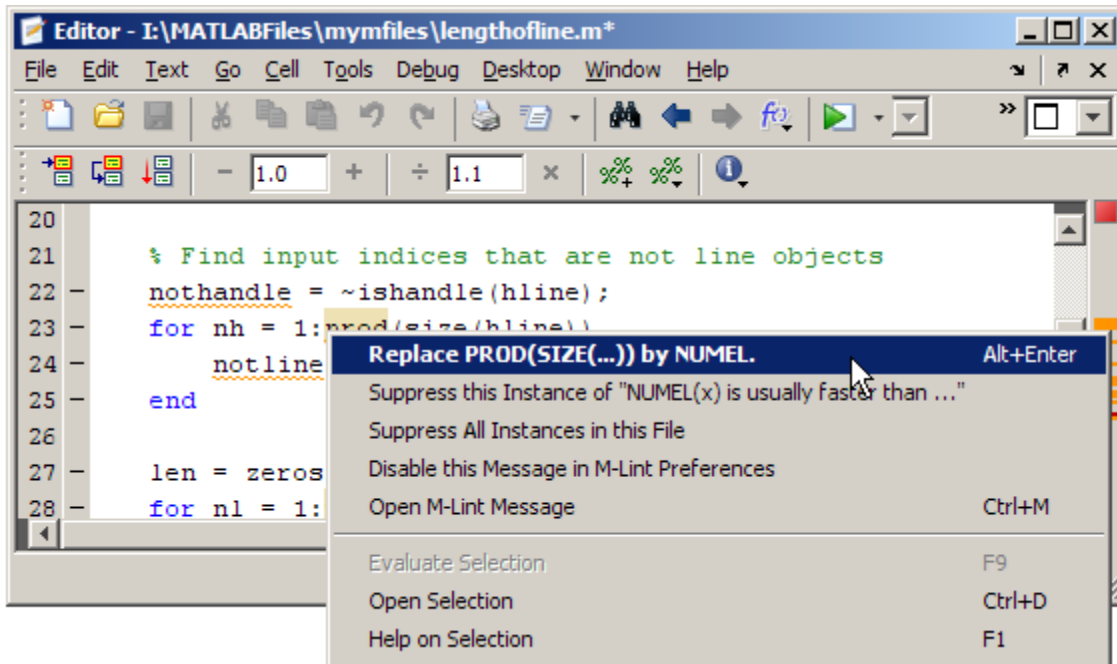 Editor - I:\MATLABFiles\mymfiles\lengthofline.m*
File Edit Text Go Cell Tools Debug Desktop Window Help
1.0 1.1
20
21 % Find input indices that are not line objects
22 - nothandle = ~ishandle(hline);
23 - for nh = 1:prod(size(hline))
24 - notline
25 - end
26
27 - len = zeros
28 - for nl = 1:
Replace PROD(SIZE(...)) by NUMEL. Alt+Enter
Suppress this Instance of "NUMEL(x) is usually faster than ..."
Suppress All Instances in this File
Disable this Message in M-Lint Preferences
Open M-Lint Message Ctrl+M
Evaluate Selection F9
Open Selection Ctrl+D
Help on Selection F1